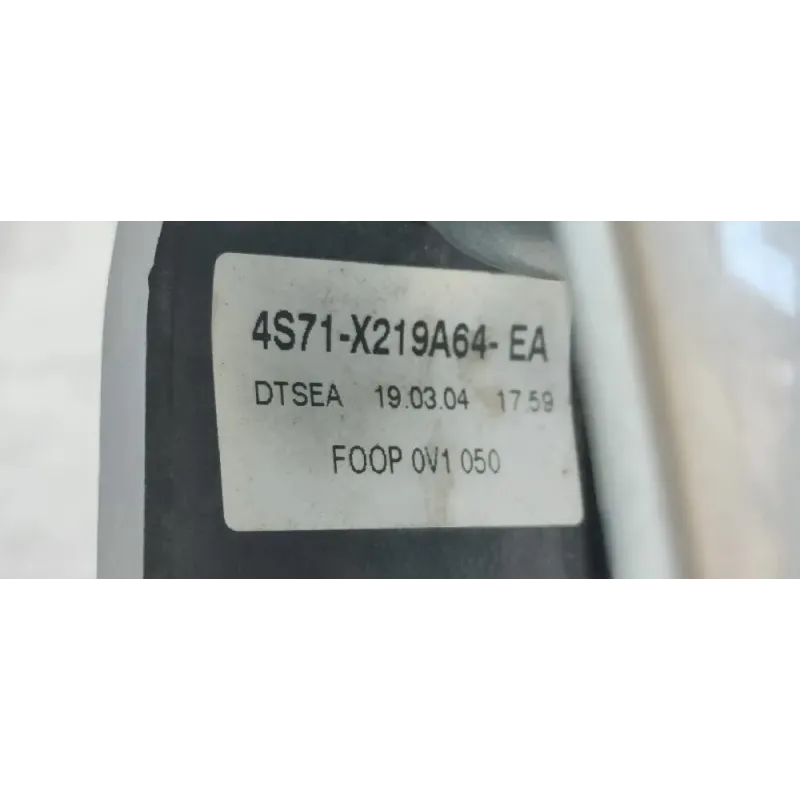 4S71-X219A64- EA
DTSEA 19.03.04 17.59
FOOP 0V1 050